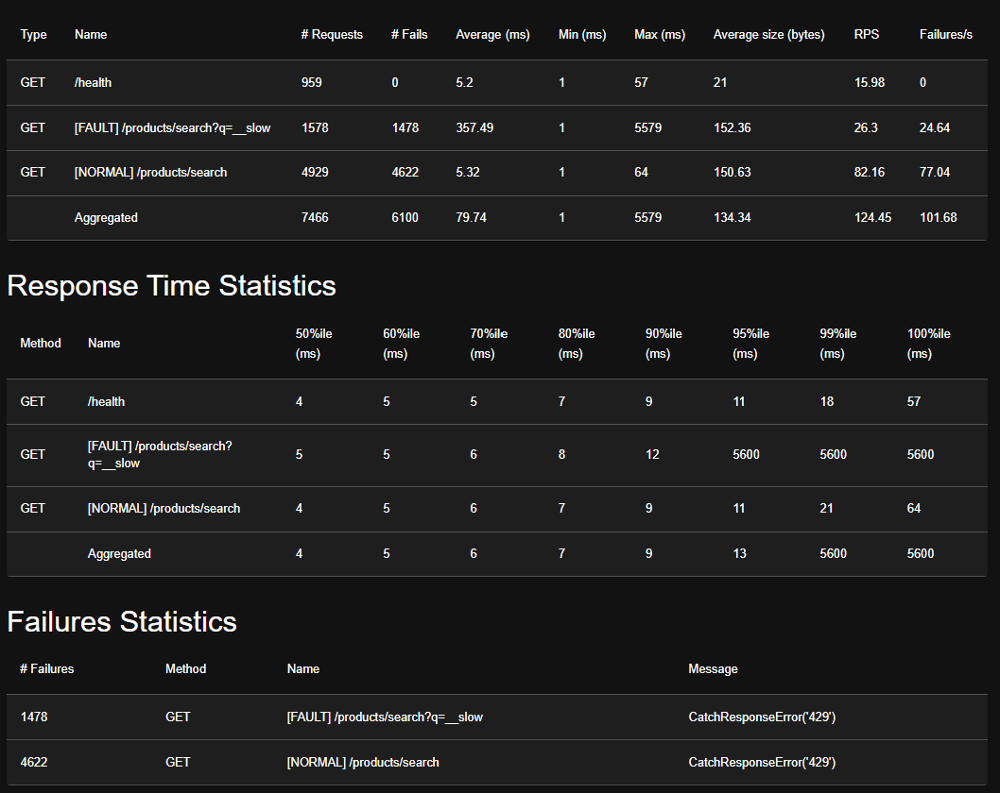 Type Name # Requests # Fails Average (ms) Min (ms) Max (ms) Average size (bytes) RPS Failures/s
GET /health 959 0 5.2 1 57 21 15.98 0
GET [FAULT] /products/search?q=__slow 1578 1478 357.49 1 5579 152.36 26.3 24.64
GET [NORMAL] /products/search 4929 4622 5.32 1 64 150.63 82.16 77.04
Aggregated 7466 6100 79.74 1 5579 134.34 124.45 101.68
Response Time Statistics
Method Name 50%ile (ms) 60%ile (ms) 70%ile (ms) 80%ile (ms) 90%ile (ms) 95%ile (ms) 99%ile (ms) 100%ile (ms)
GET /health 4 5 5 7 9 11 18 57
GET [FAULT] /products/search?
q=__slow 5 5 6 8 12 5600 5600 5600
GET [NORMAL] /products/search 4 5 6 7 9 11 21 64
Aggregated 4 5 6 7 9 13 5600 5600
Failures Statistics
# Failures Method Name Message
1478 GET [FAULT] /products/search?q=__slow CatchResponseError('429')
4622 GET [NORMAL] /products/search CatchResponseError('429')